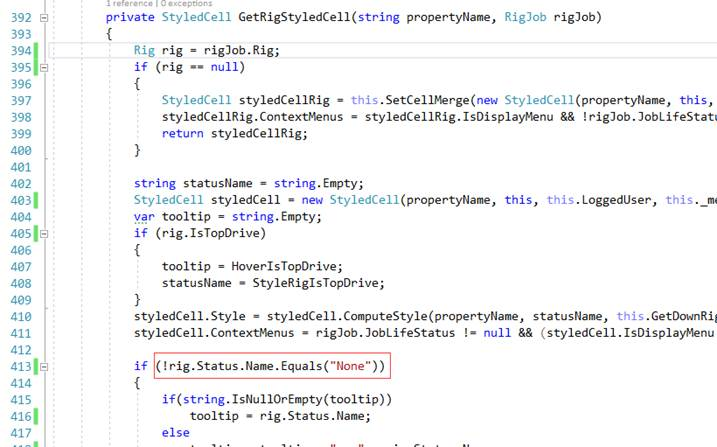 1 reference | 0 exceptions
392 private StyledCell GetRigStyledCell(string propertyName, RigJob rigJob)
393 {
394 Rig rig = rigJob.Rig;
395 if (rig == null)
396 {
397 StyledCell styledCellRig = this.SetCellMerge(new StyledCell(propertyName, this,
398 styledCellRig.ContextMenus = styledCellRig.IsDisplayMenu && !rigJob.JobLifeStatus
399 return styledCellRig;
400 }
401
402 string statusName = string.Empty;
403 StyledCell styledCell = new StyledCell(propertyName, this, this.LoggedUser, this._me
404 var tooltip = string.Empty;
405 if (rig.IsTopDrive)
406 {
407 tooltip = HoverIsTopDrive;
408 statusName = StyleRigIsTopDrive;
409 }
410 styledCell.Style = styledCell.ComputeStyle(propertyName, statusName, this.GetDownRig
411 styledCell.ContextMenus = rigJob.JobLifeStatus != null && (styledCell.IsDisplayMenu
412
413 if (!rig.Status.Name.Equals("None"))
414 {
415 if(string.IsNullOrEmpty(tooltip))
416 tooltip = rig.Status.Name;
417 else